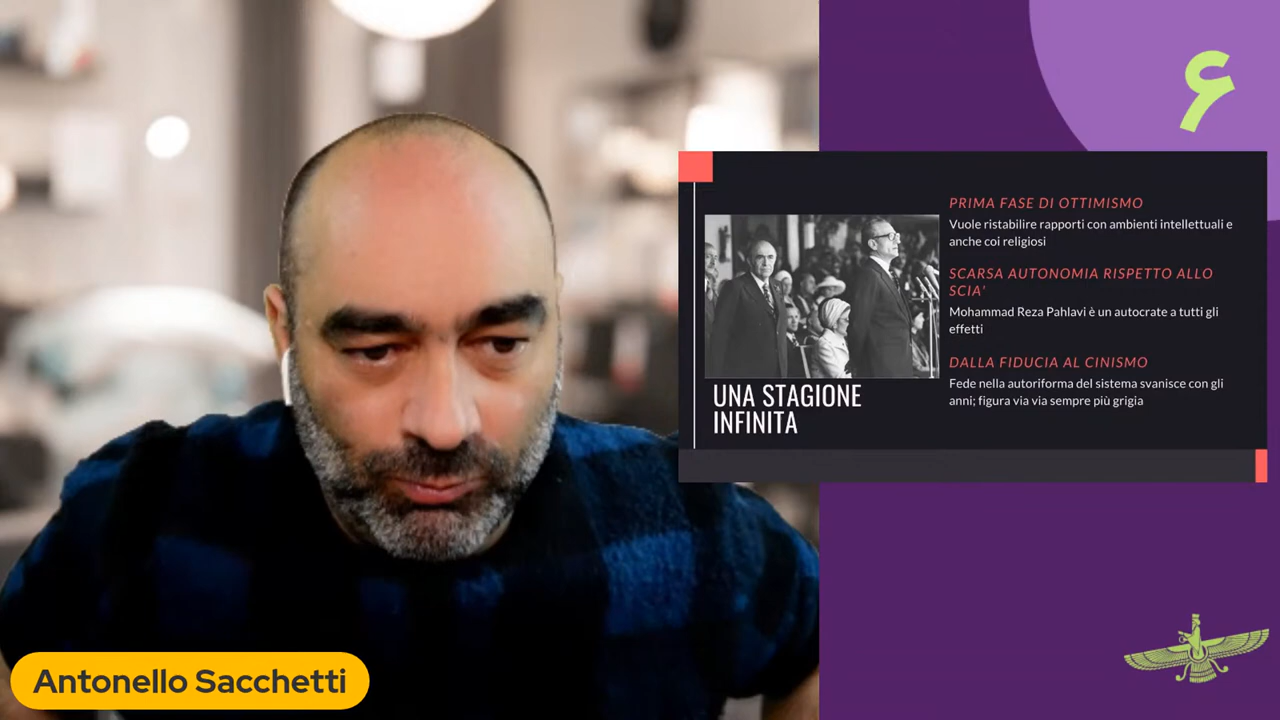 ۶
PRIMA FASE DI OTTIMISMO
Vuole ristabilire rapporti con ambienti intellettuali e
anche coi religiosi
SCARSA AUTONOMIA RISPETTO ALLO
SCIA'
Mohammad Reza Pahlavi è un autocrate a tutti gli
effetti
DALLA FIDUCIA AL CINISMO
Fede nella autoriforma del sistema svanisce con gli
anni; figura via via sempre più grigia
UNA STAGIONE
INFINITA
Antonello Sacchetti